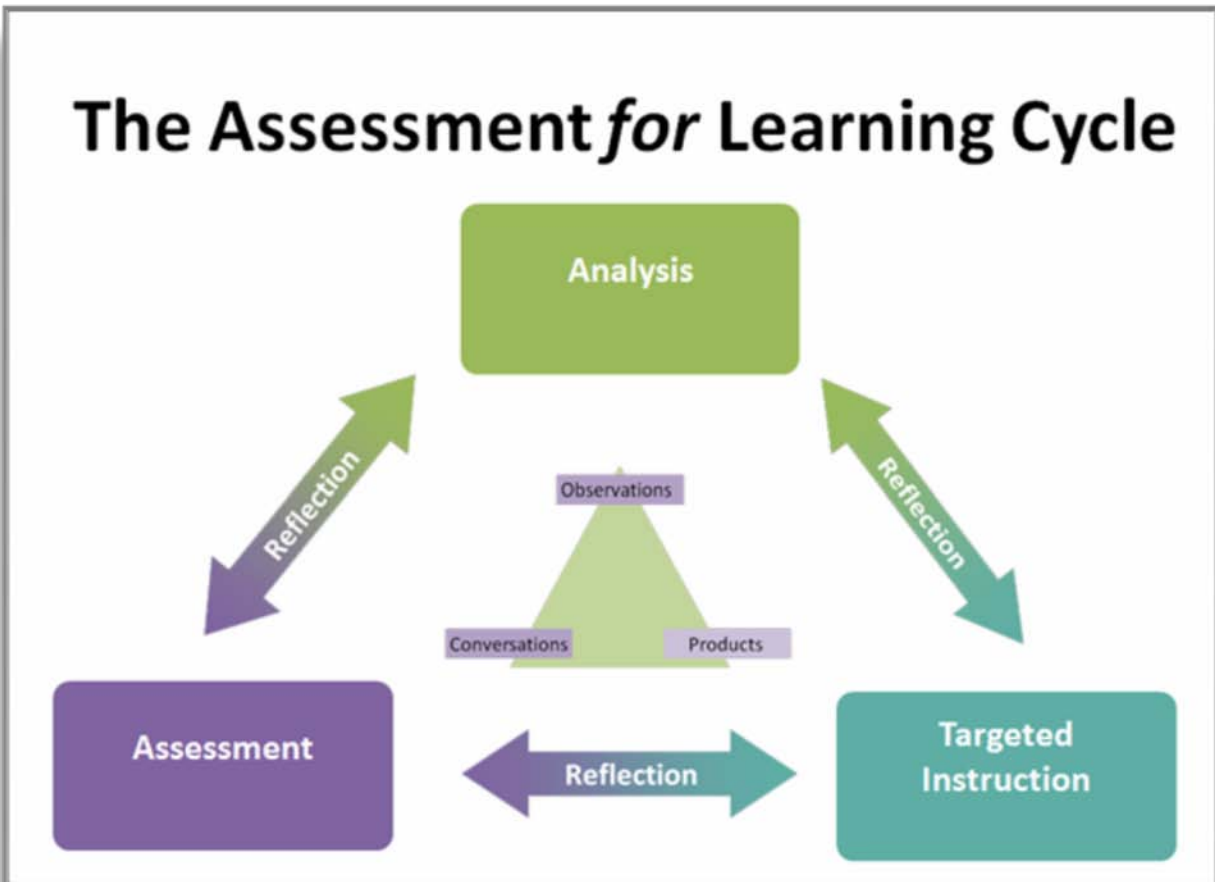 The Assessment for Learning Cycle
Analysis
Reflection
Reflection
Observations
Conversations
Products
Assessment
Reflection
Targeted
Instruction